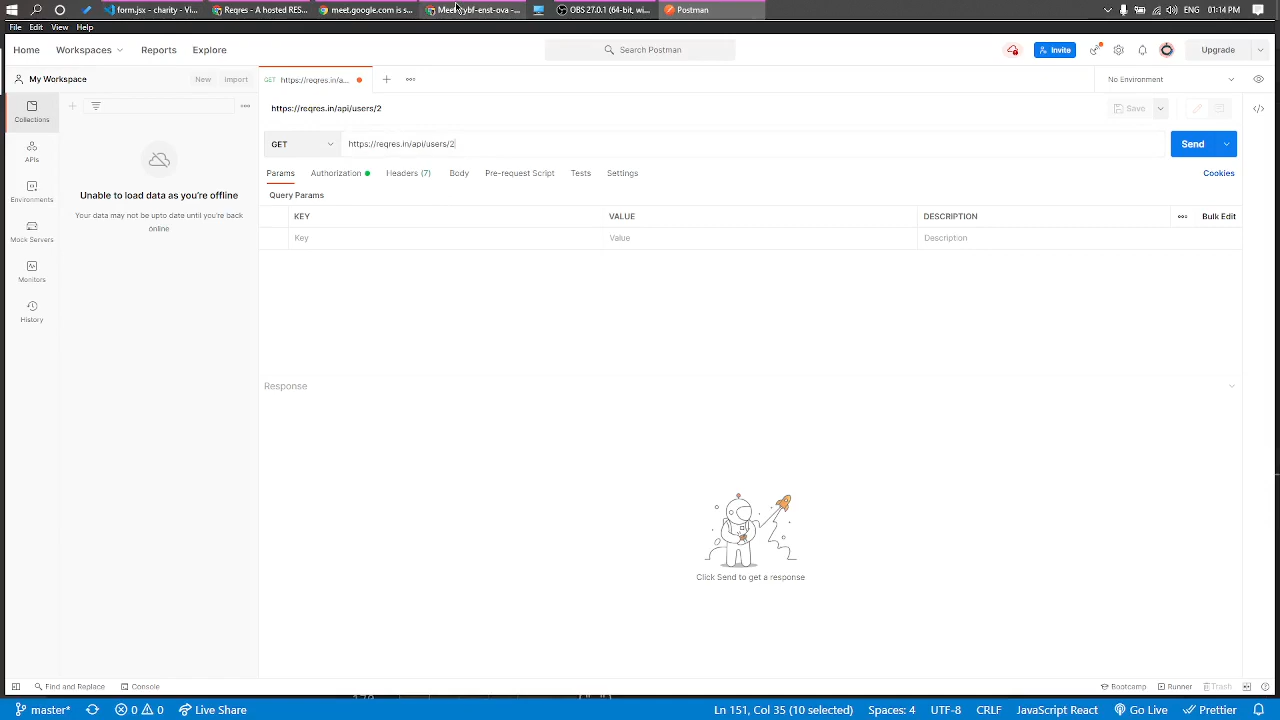 form.jsx - charity - Vi...
Reqres - A hosted RES...
meet.google.com is s...
OBS 27.0.1 (64-bit, wi...
Postman
ENG
01:14 PM
File Edit View Help
Home Workspaces Reports Explore
Search Postman
Invite
Upgrade
My Workspace
New Import
GET https://reqres.in/a...
No Environment
Collections
APIs
Environments
Mock Servers
Monitors
History
Unable to load data as you're offline
Your data may not be upto date until you're back
online
https://reqres.in/api/users/2
Save
GET
https://reqres.in/api/users/2
Send
Params Authorization Headers (7) Body Pre-request Script Tests Settings
Cookies
Query Params
KEY VALUE DESCRIPTION
Bulk Edit
Key Value Description
Response
Click Send to get a response
Find and Replace Console
Bootcamp Runner Trash
master* 0 0 Live Share
Ln 151, Col 35 (10 selected) Spaces: 4 UTF-8 CRLF JavaScript React Go Live Prettier